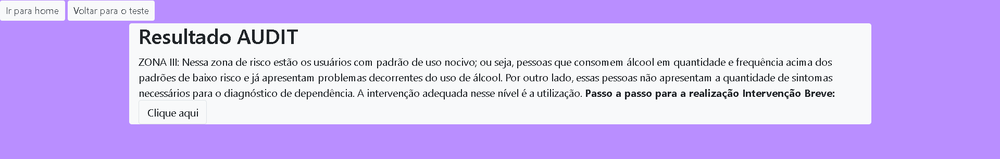 Ir para home Voltar para o teste
Resultado AUDIT
ZONA III: Nessa zona de risco estão os usuários com padrão de uso nocivo; ou seja, pessoas que consomem álcool em quantidade e frequência acima dos
padrões de baixo risco e já apresentam problemas decorrentes do uso de álcool. Por outro lado, essas pessoas não apresentam a quantidade de sintomas
necessários para o diagnóstico de dependência. A intervenção adequada nesse nível é a utilização. Passo a passo para a realização Intervenção Breve:
Clique aqui